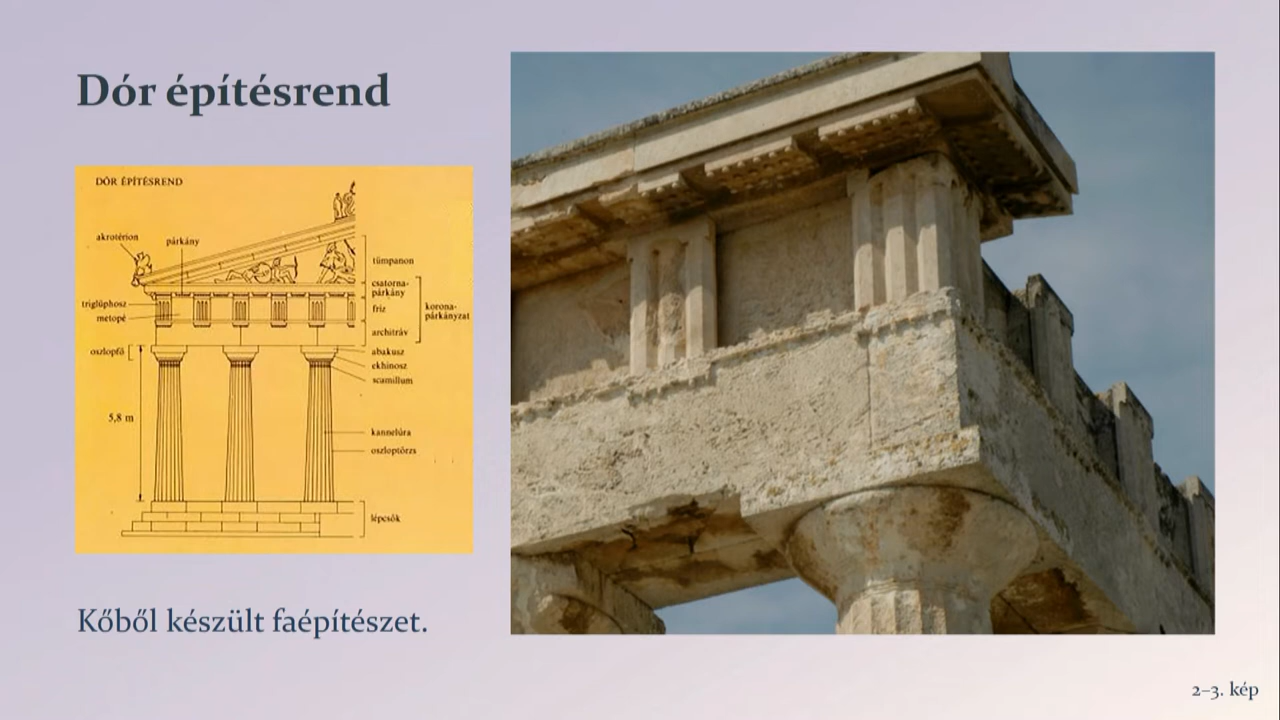 Dór építésrend
DÓR ÉPÍTÉSREND
akrotérion
párkány
triglüphosz
metopé
oszlopfő
5,8 m
tümpanon
csatorna-
párkány
fríz
architráv
korona-
párkányzat
abakusz
ekhinosz
scamillum
kannelúra
oszloptörzs
lépcsők
Kőből készült faépítészet.
2–3. kép